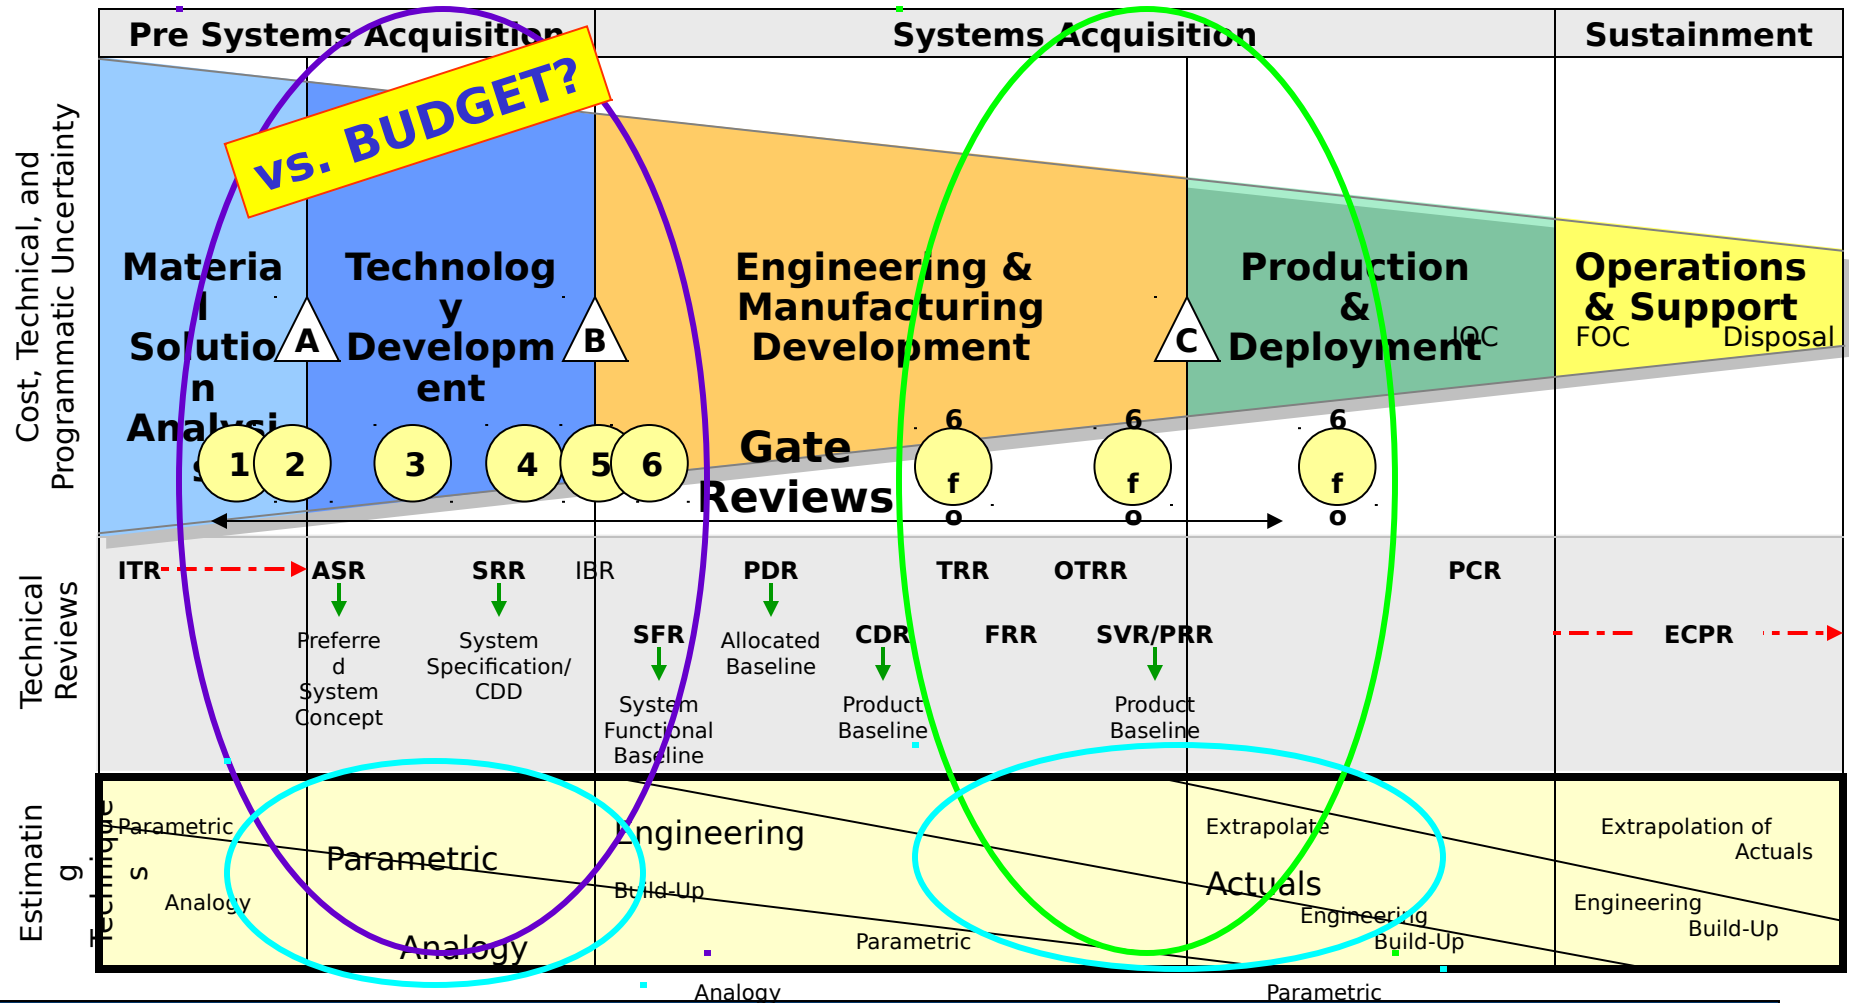 Pre Systems Acquisition
Systems Acquisition
Sustainment
vs. BUDGET?
Cost, Technical, and
Programmatic Uncertainty
Materia
l
Solutio
n
Analysi
s
A
Technolog
y
Developm
ent
B
Engineering &
Manufacturing
Development
C
Production
&
Deployment
IOC
Operations
& Support
FOC
Disposal
1
2
3
4
5
6
Gate
Reviews
6
f
o
6
f
o
6
f
o
Technical
Reviews
ITR
ASR
SRR
IBR
PDR
TRR
OTRR
PCR
Preferre
d
System
Concept
System
Specification/
CDD
SFR
Allocated
Baseline
CDR
FRR
SVR/PRR
ECPR
System
Functional
Baseline
Product
Baseline
Product
Baseline
Estimatin
g
Technique
s
Parametric
Analogy
Parametric
Analogy
Engineering
Build-Up
Parametric
Analogy
Extrapolate
Actuals
Engineering
Build-Up
Parametric
Extrapolation of
Actuals
Engineering
Build-Up